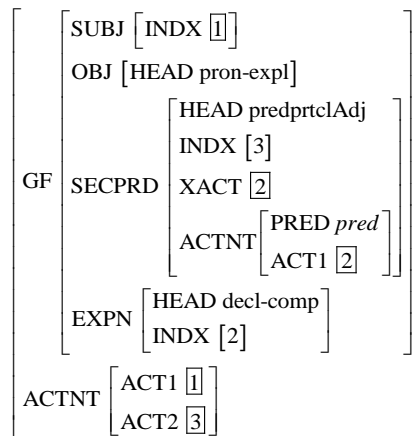 SUBJ [INDX 1]
OBJ [HEAD pron-expl]
HEAD predprtclAdj
INDX [3]
GF SECPRD XACT 2
ACTNT PRED pred
ACT1 2
EXPN HEAD decl-comp
INDX [2]
ACTNT ACT1 1
ACT2 3